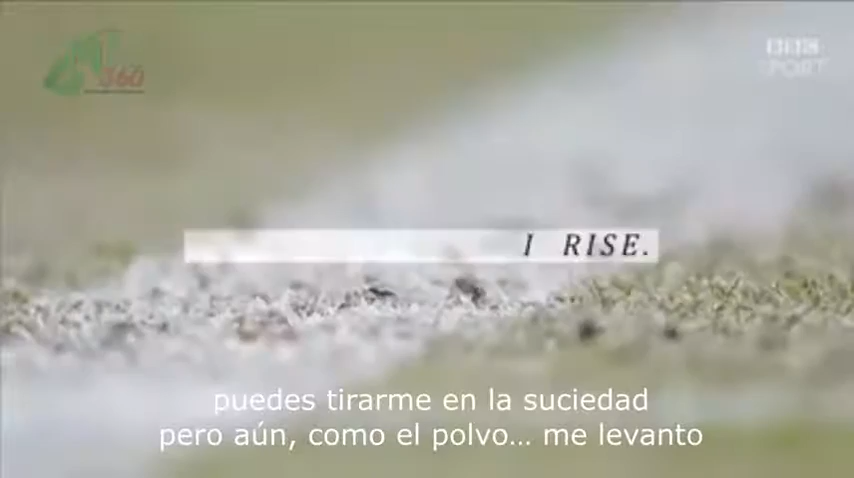 360
BBC
SPORT
I RISE.
puedes tirarme en la suciedad
pero aún, como el polvo... me levanto